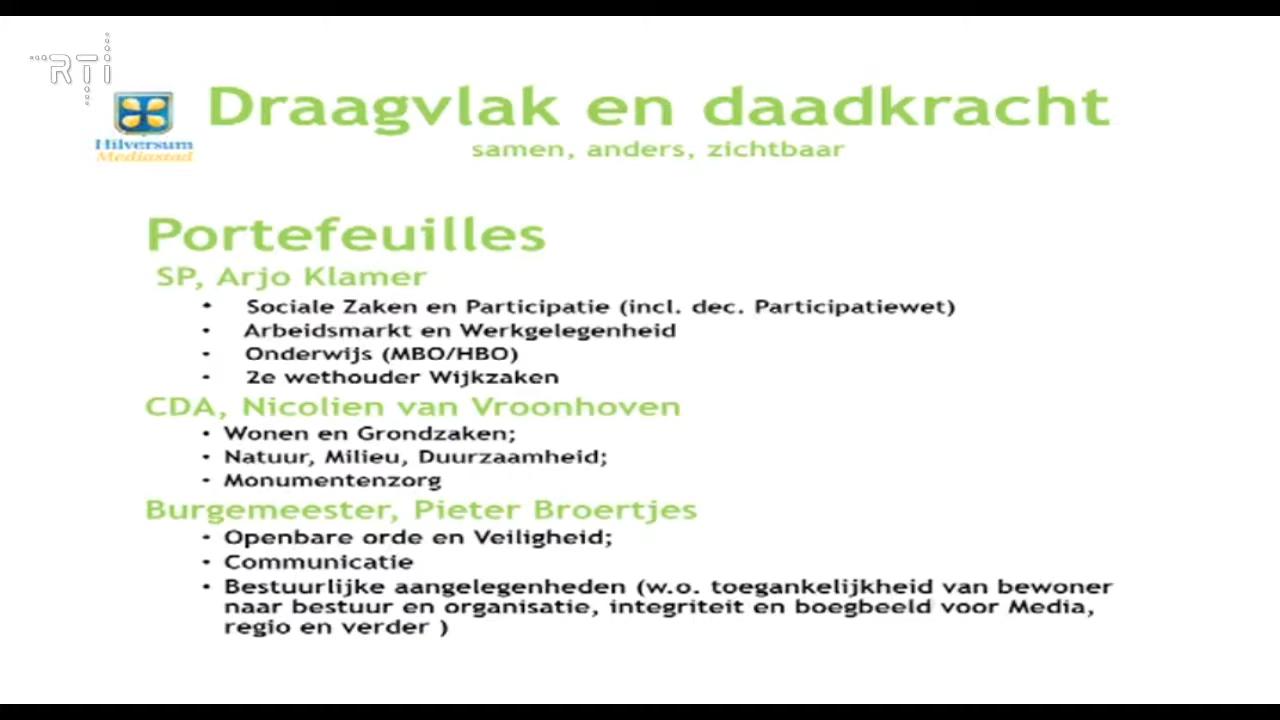 RTi
Hilversum
Mediastad
Draagvlak en daadkracht
samen, anders, zichtbaar
Portefeuilles
SP, Arjo Klamer
• Sociale Zaken en Participatie (incl. dec. Participatiewet)
• Arbeidsmarkt en Werkgelegenheid
• Onderwijs (MBO/HBO)
• 2e wethouder Wijkzaken
CDA, Nicolien van Vroonhoven
• Wonen en Grondzaken;
• Natuur, Milieu, Duurzaamheid;
• Monumentenzorg
Burgemeester, Pieter Broertjes
• Openbare orde en Veiligheid;
• Communicatie
• Bestuurlijke aangelegenheden (w.o. toegankelijkheid van bewoner
naar bestuur en organisatie, integriteit en boegbeeld voor Media,
regio en verder )